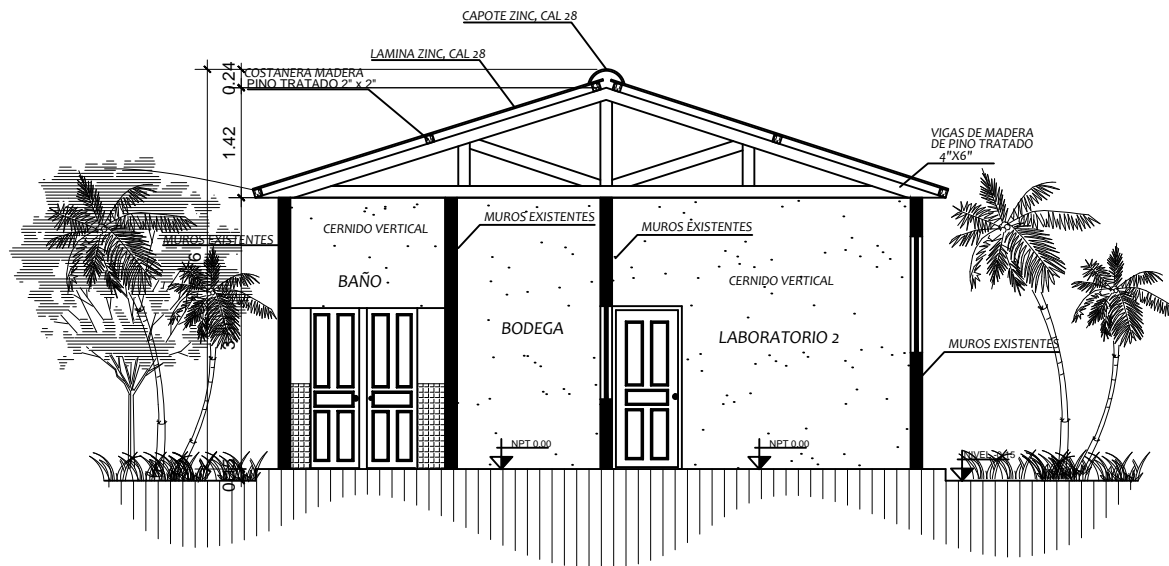 CAPOTE ZINC, CAL 28
LAMINA ZINC, CAL 28
COSTANERA MADERA
PINO TRATADO 2" x 2"
0.24
1.42
VIGAS DE MADERA
DE PINO TRATADO
4"X6"
MUROS EXISTENTES
CERNIDO VERTICAL
MUROS EXISTENTES
MUROS EXISTENTES
BAÑO
CERNIDO VERTICAL
BODEGA
LABORATORIO 2
MUROS EXISTENTES
NPT 0.00
NPT 0.00